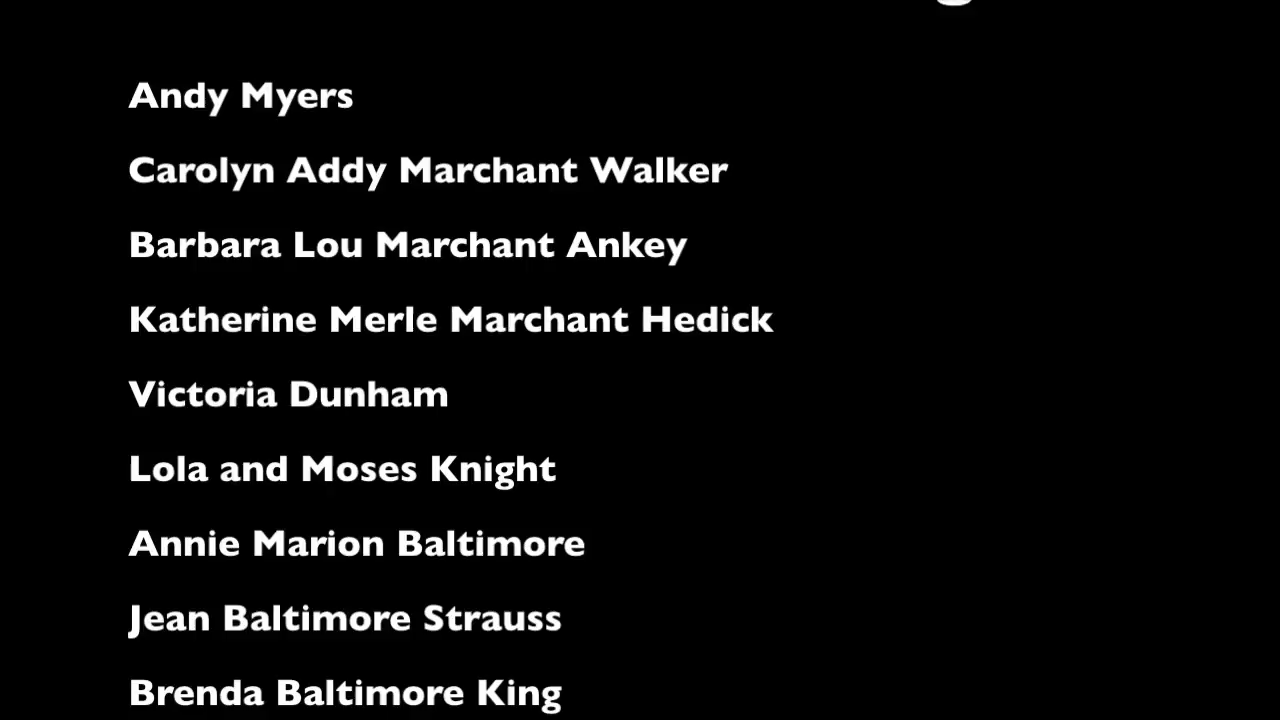 Andy Myers
Carolyn Addy Marchant Walker
Barbara Lou Marchant Ankey
Katherine Merle Marchant Hedick
Victoria Dunham
Lola and Moses Knight
Annie Marion Baltimore
Jean Baltimore Strauss
Brenda Baltimore King